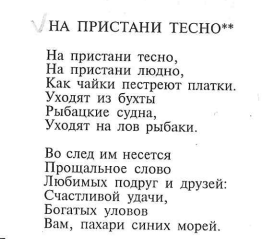 НА ПРИСТАНИ ТЕСНО**
На пристани тесно,
На пристани людно,
Как чайки пестреют платки.
Уходят из бухты
Рыбацкие судна,
Уходят на лов рыбаки.
Во след им несется
Прощальное слово
Любимых подруг и друзей:
Счастливой удачи,
Богатых уловов
Вам, пахари синих морей.